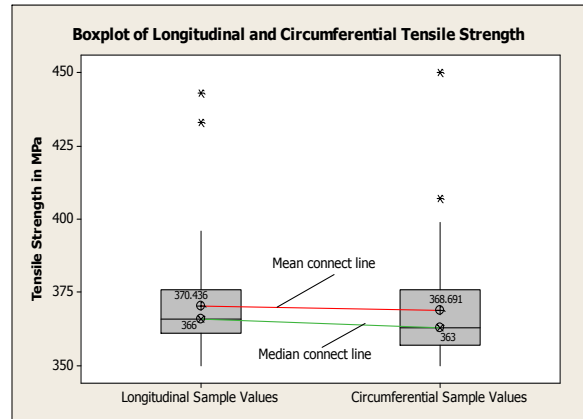 Boxplot of Longitudinal and Circumferential Tensile Strength
Tensile Strength in MPa
450
425
400
375
350
Mean connect line
370.436
368.691
366
363
Median connect line
Longitudinal Sample Values
Circumferential Sample Values